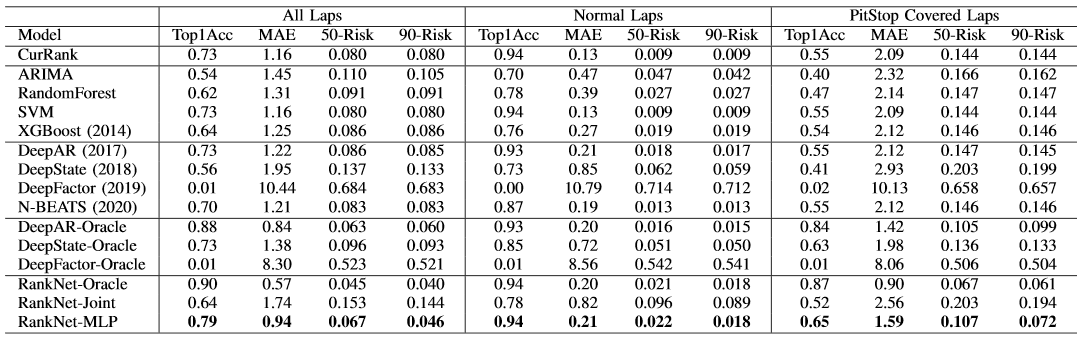 All Laps Normal Laps PitStop Covered Laps
Model Top1Acc MAE 50-Risk 90-Risk Top1Acc MAE 50-Risk 90-Risk Top1Acc MAE 50-Risk 90-Risk
CurRank 0.73 1.16 0.080 0.080 0.94 0.13 0.009 0.009 0.55 2.09 0.144 0.144
ARIMA 0.54 1.45 0.110 0.105 0.70 0.47 0.047 0.042 0.40 2.32 0.166 0.162
RandomForest 0.62 1.31 0.091 0.091 0.78 0.39 0.027 0.027 0.47 2.14 0.147 0.147
SVM 0.73 1.16 0.080 0.080 0.94 0.13 0.009 0.009 0.55 2.09 0.144 0.144
XGBoost (2014) 0.64 1.25 0.086 0.086 0.76 0.27 0.019 0.019 0.54 2.12 0.146 0.146
DeepAR (2017) 0.73 1.22 0.086 0.085 0.93 0.21 0.018 0.017 0.55 2.12 0.147 0.145
DeepState (2018) 0.56 1.95 0.137 0.133 0.73 0.85 0.062 0.059 0.41 2.93 0.203 0.199
DeepFactor (2019) 0.01 10.44 0.684 0.683 0.00 10.79 0.714 0.712 0.02 10.13 0.658 0.657
N-BEATS (2020) 0.70 1.21 0.083 0.083 0.87 0.19 0.013 0.013 0.55 2.12 0.146 0.146
DeepAR-Oracle 0.88 0.84 0.063 0.060 0.93 0.20 0.016 0.015 0.84 1.42 0.105 0.099
DeepState-Oracle 0.73 1.38 0.096 0.093 0.85 0.72 0.051 0.050 0.63 1.98 0.136 0.133
DeepFactor-Oracle 0.01 8.30 0.523 0.521 0.01 8.56 0.542 0.541 0.01 8.06 0.506 0.504
RankNet-Oracle 0.90 0.57 0.045 0.040 0.94 0.20 0.021 0.018 0.87 0.90 0.067 0.061
RankNet-Joint 0.64 1.74 0.153 0.144 0.78 0.82 0.096 0.089 0.52 2.56 0.203 0.194
RankNet-MLP 0.79 0.94 0.067 0.046 0.94 0.21 0.022 0.018 0.65 1.59 0.107 0.072